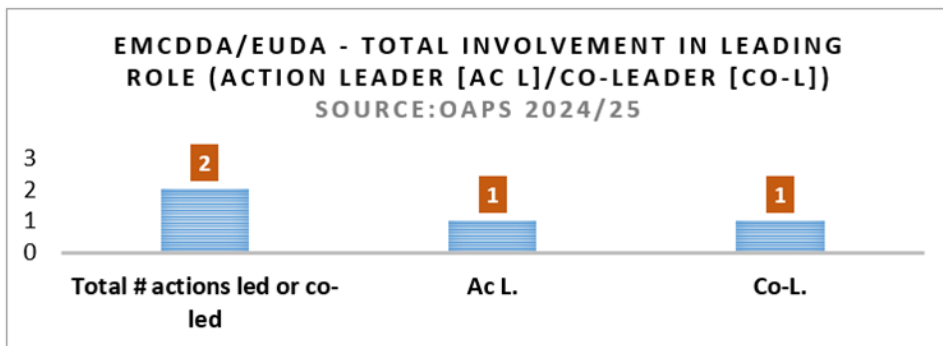 EMCDDA/EUDA - TOTAL INVOLVEMENT IN LEADING
ROLE (ACTION LEADER [AC L]/CO-LEADER [CO-L])
SOURCE:OAPS 2024/25
3
2
1
0
2
1
1
Total # actions led or co-
led
Ac L.
Co-L.